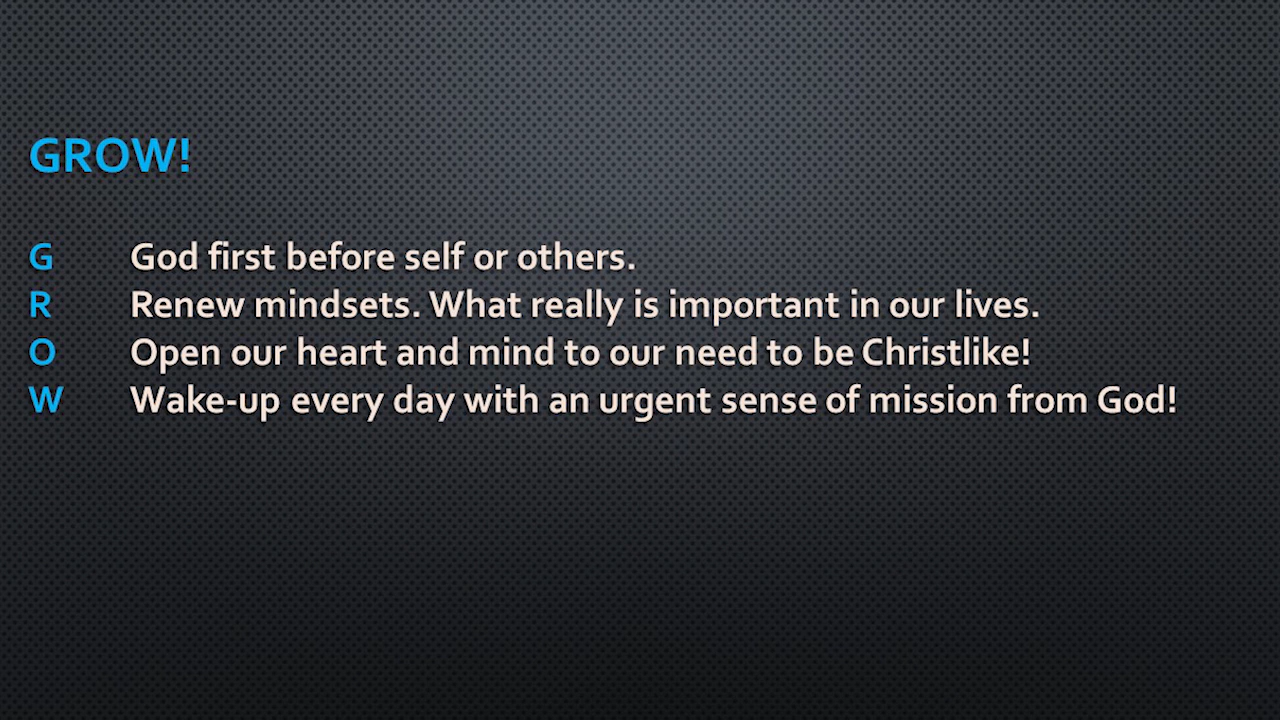 GROW!
G God first before self or others.
R Renew mindsets. What really is important in our lives.
O Open our heart and mind to our need to be Christlike!
W Wake-up every day with an urgent sense of mission from God!